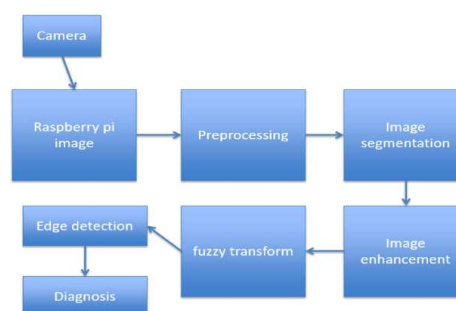 Camera
Raspberry pi
image
Preprocessing
Image
segmentation
Image
enhancement
fuzzy transform
Edge detection
Diagnosis